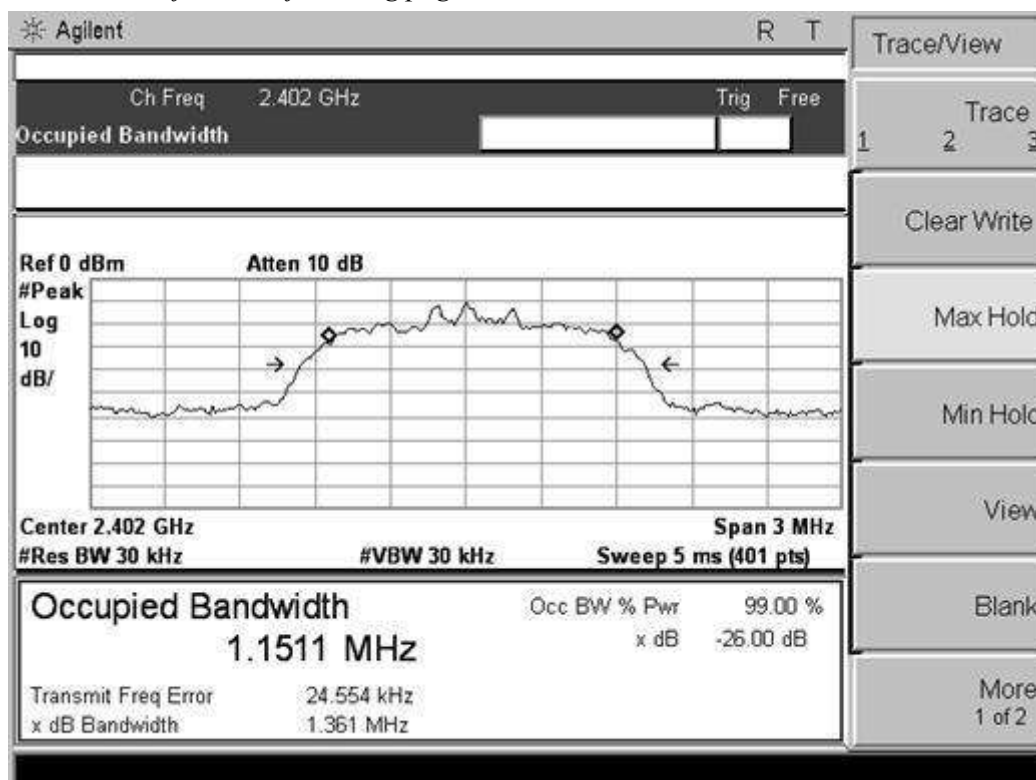 Agilent
R T
Trace/View
Ch Freq 2.402 GHz
Trig Free
Occupied Bandwidth
Trace
1 2 3
Clear Write
Max Hold
Min Hold
View
Blank
More
1 of 2
Ref 0 dBm
Atten 10 dB
#Peak
Log
10
dB/
Center 2.402 GHz
Span 3 MHz
#Res BW 30 kHz
#VBW 30 kHz
Sweep 5 ms (401 pts)
Occupied Bandwidth
1.1511 MHz
Occ BW % Pwr 99.00 %
x dB -26.00 dB
Transmit Freq Error 24.554 kHz
x dB Bandwidth 1.361 MHz